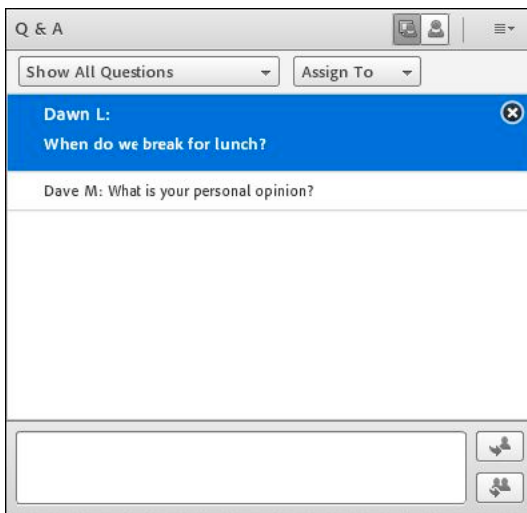 Q & A
Show All Questions
Assign To
Dawn L:
When do we break for lunch?
Dave M: What is your personal opinion?